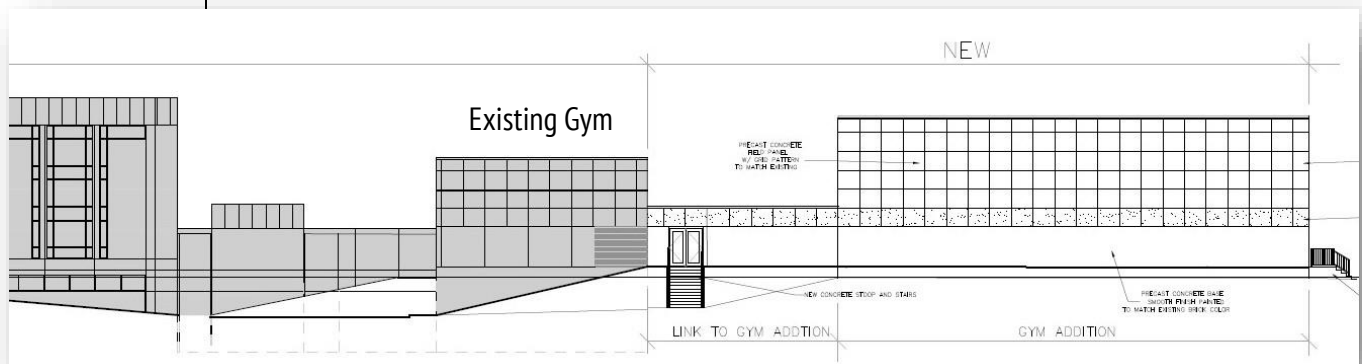 NEW
Existing Gym
PRECAST CONCRETE
FIELD PANEL
W/ GRID PATTERN
TO MATCH EXISTING
NEW CONCRETE STOOP AND STAIRS
PRECAST CONCRETE BASE
SMOOTH FINISH PAINTED
TO MATCH EXISTING BRICK COLOR
LINK TO GYM ADDTION
GYM ADDITION